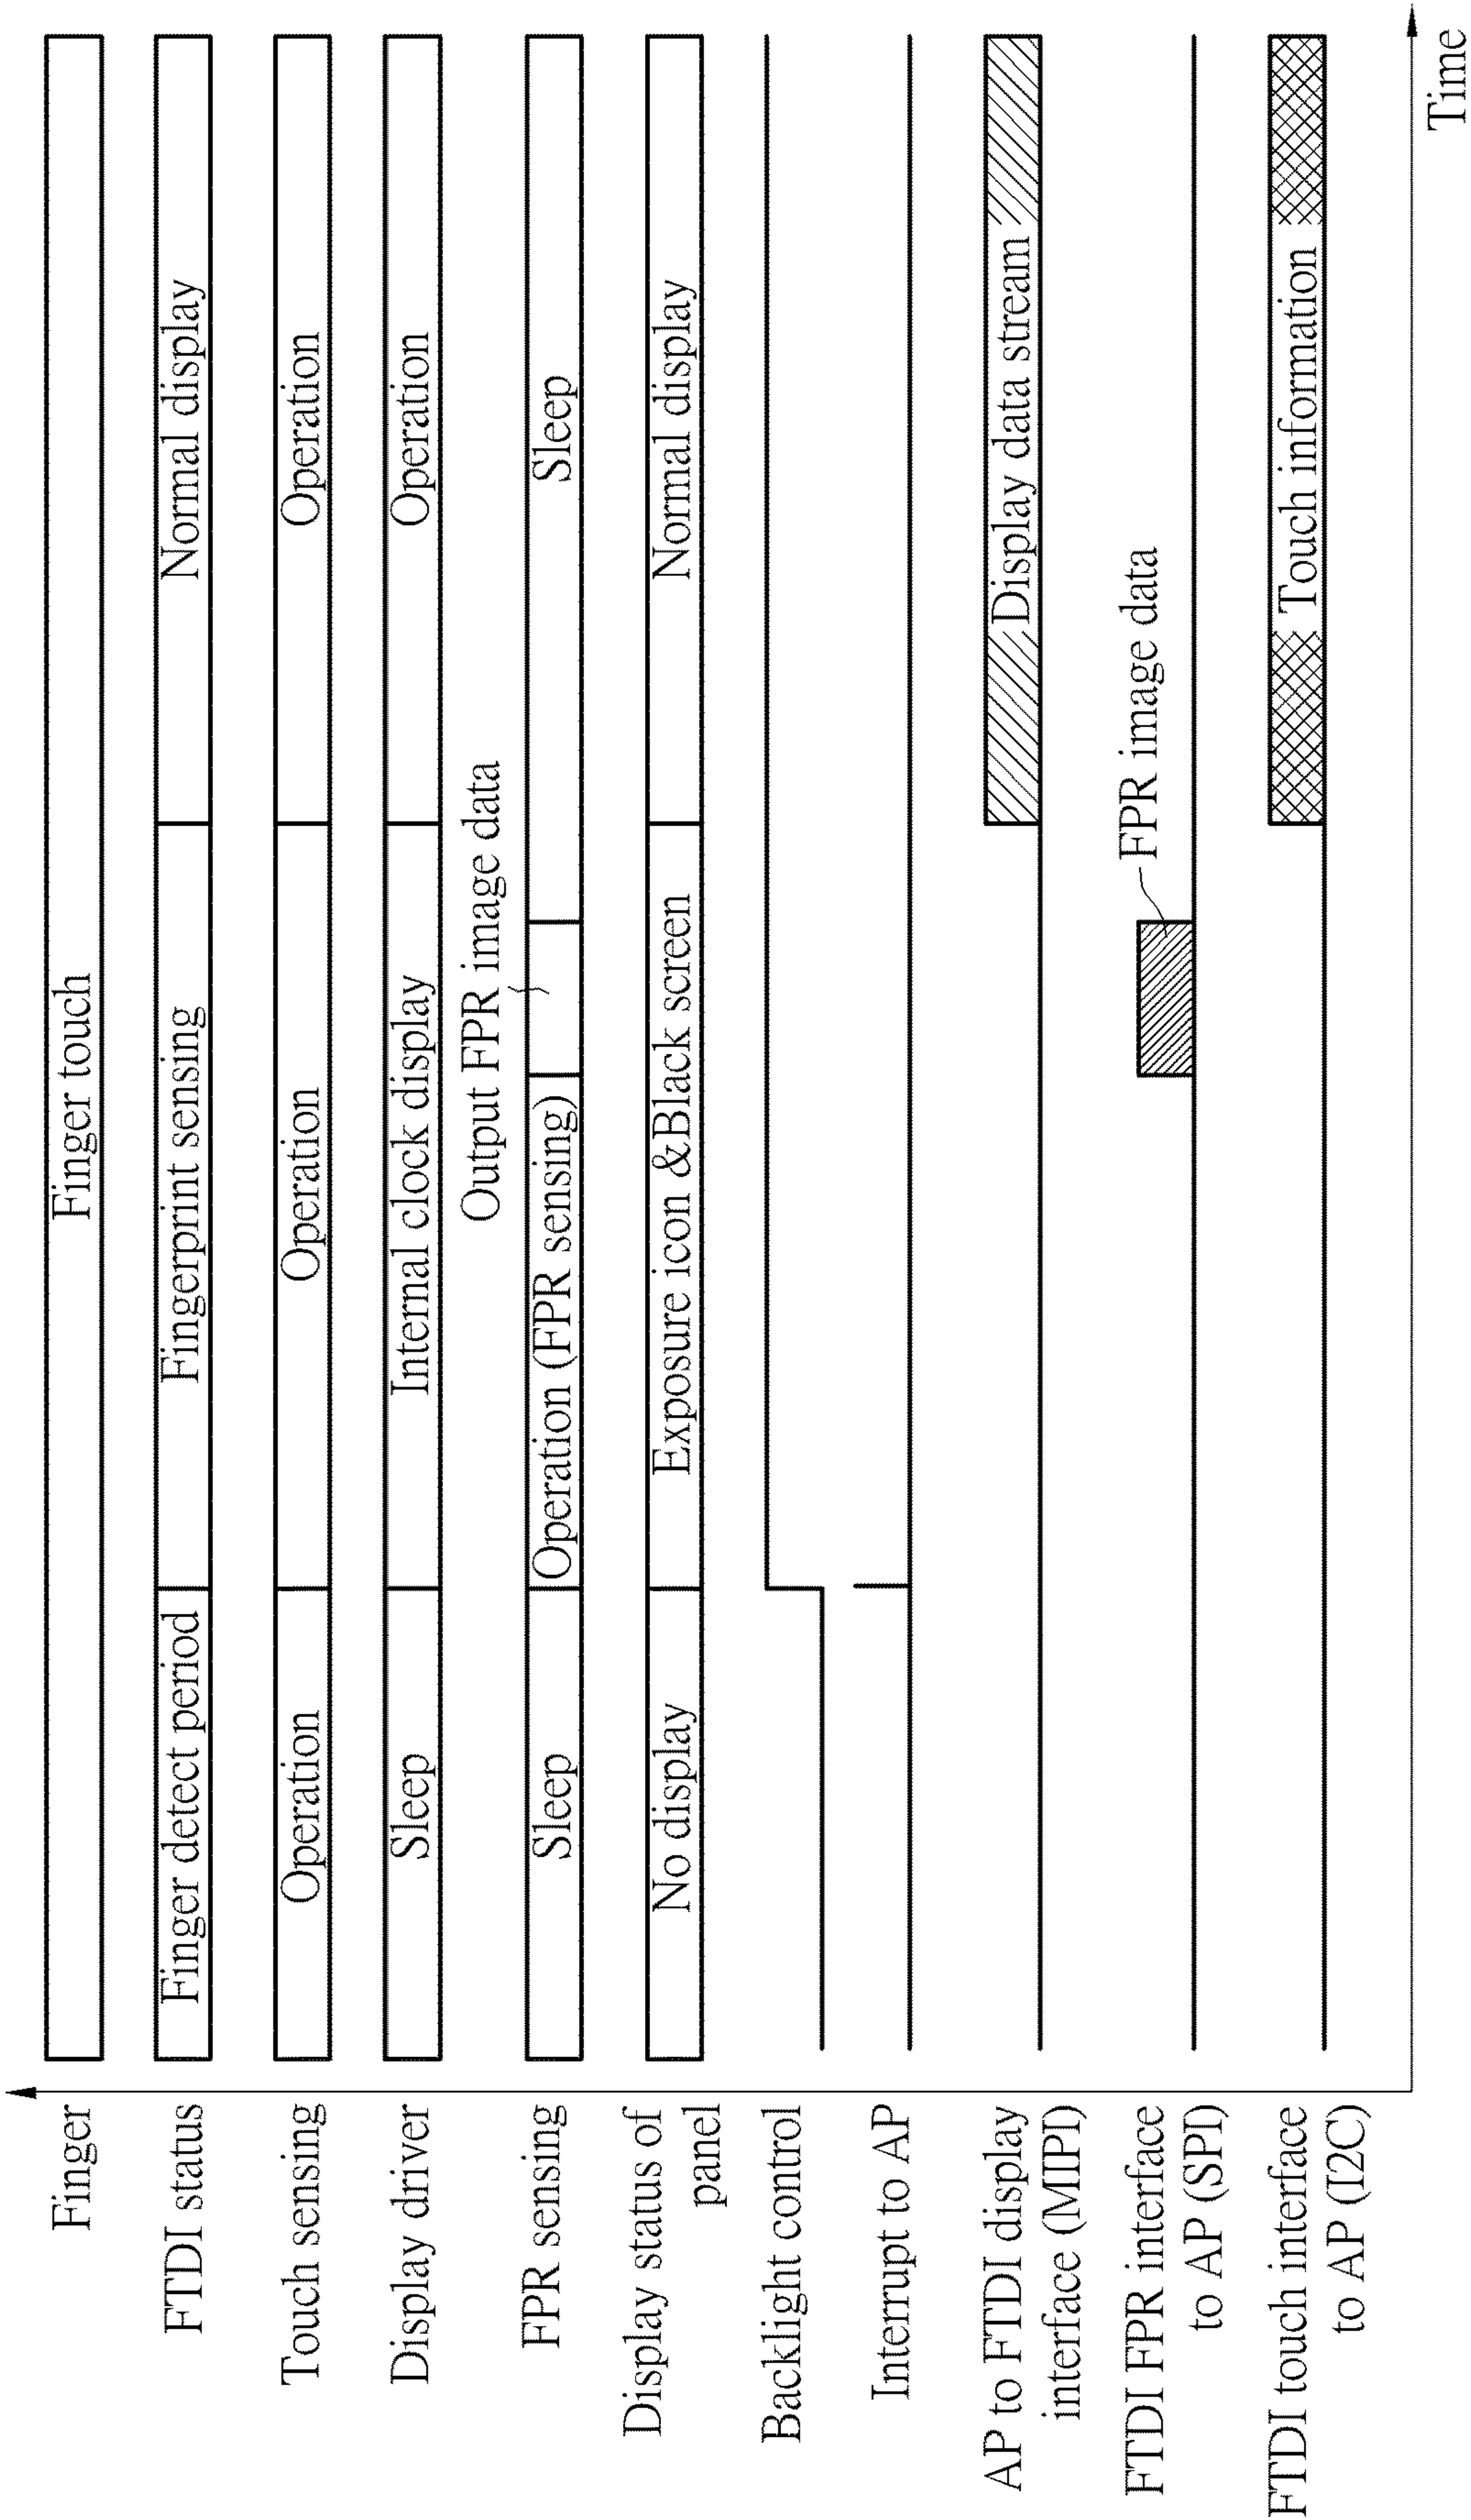 Finger
Finger touch
FTDI status
Finger detect period
Fingerprint sensing
Normal display
Touch sensing
Operation
Operation
Operation
Display driver
Sleep
Internal clock display
Operation
Output FPR image data
FPR sensing
Sleep
Operation (FPR sensing)
Sleep
Display status of
panel
No display
Exposure icon &Black screen
Normal display
Backlight control
Interrupt to AP
AP to FTDI display
interface (MIPI)
Display data stream
FTDI FPR interface
to AP (SPI)
FPR image data
FTDI touch interface
to AP (I2C)
Touch information
Time